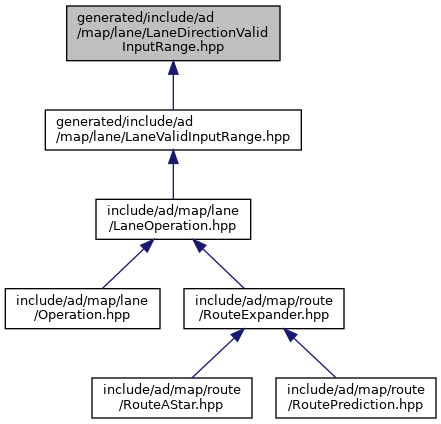 generated/include/ad
/map/lane/LaneDirectionValid
InputRange.hpp
generated/include/ad
/map/lane/LaneValidInputRange.hpp
include/ad/map/lane
/LaneOperation.hpp
include/ad/map/lane
/Operation.hpp
include/ad/map/route
/RouteExpander.hpp
include/ad/map/route
/RouteAStar.hpp
include/ad/map/route
/RoutePrediction.hpp